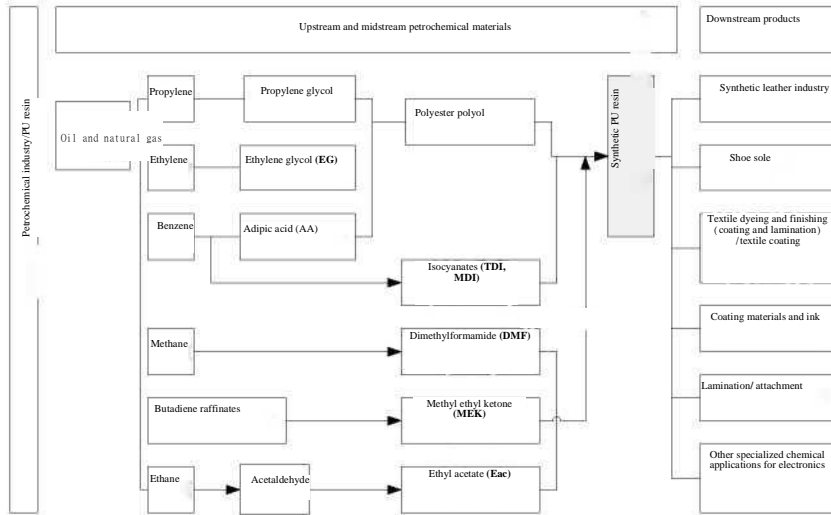 Upstream and midstream petrochemical materials
Downstream products
Petrochemical industry/PU resin
Oil and natural gas
Propylene
Propylene glycol
Polyester polyol
Synthetic PU resin
Synthetic leather industry
Ethylene
Ethylene glycol (EG)
Shoe sole
Benzene
Adipic acid (AA)
Textile dyeing and finishing
(coating and lamination)
/textile coating
Isocyanates (TDI,
MDI)
Methane
Dimethylformamide (DMF)
Coating materials and ink
Butadiene raffinates
Methyl ethyl ketone
(MEK)
Lamination/ attachment
Ethane
Acetaldehyde
Ethyl acetate (Eac)
Other specialized chemical
applications for electronics